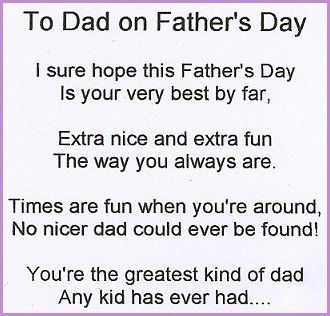 To Dad on Father's Day
I sure hope this Father's Day
Is your very best by far,
Extra nice and extra fun
The way you always are.
Times are fun when you're around,
No nicer dad could ever be found!
You're the greatest kind of dad
Any kid has ever had....